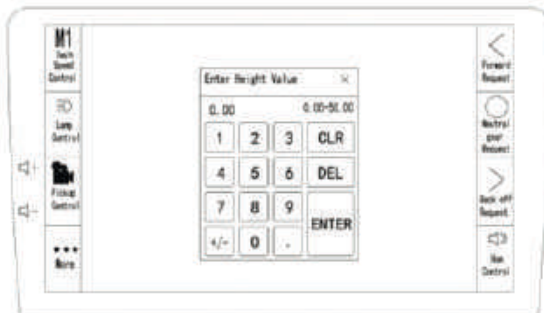 M1
Tech
Speed
Control
Lamp
Control
Pickup
Control
More
Enter Height Value ×
0.00 0.00-50.00
1 2 3 CLR
4 5 6 DEL
7 8 9 ENTER
+/- 0 .
Forward
Request
Neutral
gear
Request
Back off
Request
Control